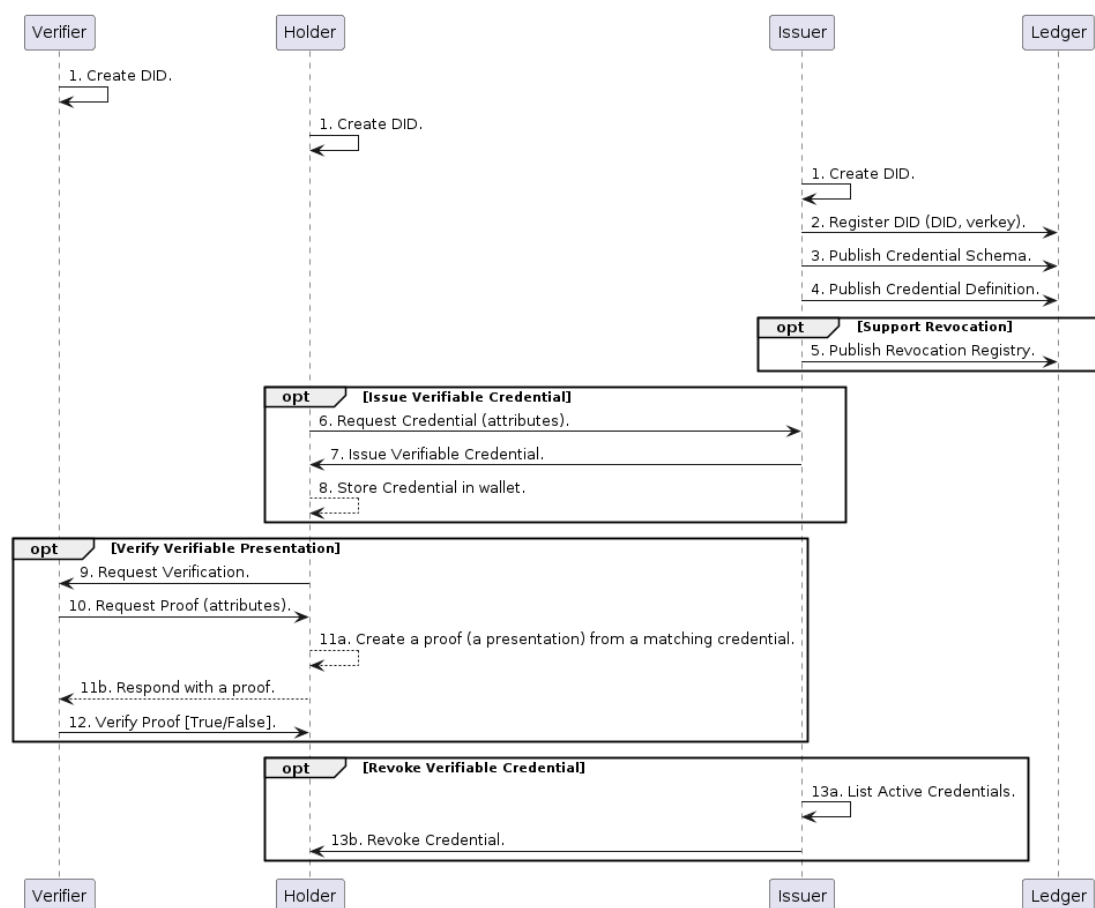 Verifier Holder Issuer Ledger
1. Create DID.
1. Create DID.
1. Create DID.
2. Register DID (DID, verkey).
3. Publish Credential Schema.
4. Publish Credential Definition.
opt [Support Revocation]
5. Publish Revocation Registry.
opt [Issue Verifiable Credential]
6. Request Credential (attributes).
7. Issue Verifiable Credential.
8. Store Credential in wallet.
opt [Verify Verifiable Presentation]
9. Request Verification.
10. Request Proof (attributes).
11a. Create a proof (a presentation) from a matching credential.
11b. Respond with a proof.
12. Verify Proof [True/False].
opt [Revoke Verifiable Credential]
13a. List Active Credentials.
13b. Revoke Credential.
Verifier Holder Issuer Ledger